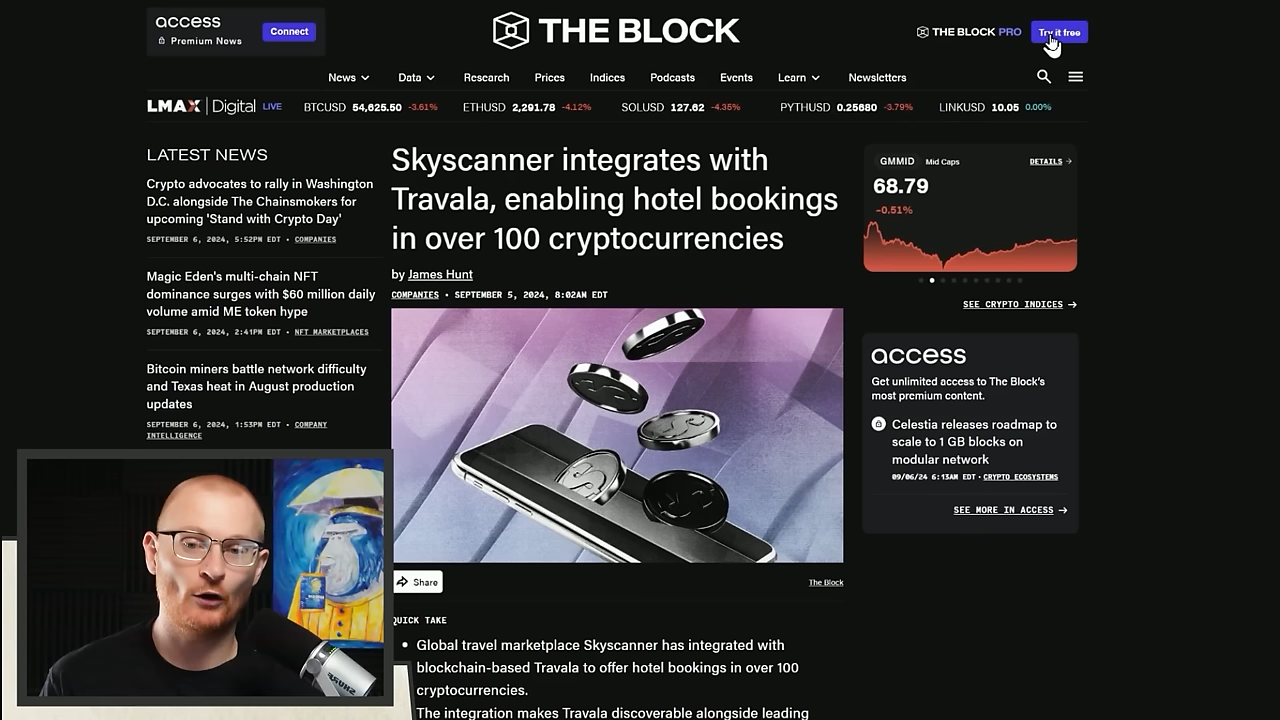 access
Premium News
Connect
THE BLOCK
THE BLOCK PRO
Try it free
News
Data
Research
Prices
Indices
Podcasts
Events
Learn
Newsletters
LMAX Digital LIVE
BTCUSD 54,625.50 -3.61%
ETHUSD 2,291.78 -4.12%
SOLUSD 127.62 -4.35%
PYTHUSD 0.25680 -3.79%
LINKUSD 10.05 0.00%
LATEST NEWS
Crypto advocates to rally in Washington
D.C. alongside The Chainsmokers for
upcoming 'Stand with Crypto Day'
SEPTEMBER 6, 2024, 5:52PM EDT • COMPANIES
Magic Eden's multi-chain NFT
dominance surges with $60 million daily
volume amid ME token hype
SEPTEMBER 6, 2024, 2:41PM EDT • NFT MARKETPLACES
Bitcoin miners battle network difficulty
and Texas heat in August production
updates
SEPTEMBER 6, 2024, 1:53PM EDT • COMPANY
INTELLIGENCE
Skyscanner integrates with
Travala, enabling hotel bookings
in over 100 cryptocurrencies
by James Hunt
COMPANIES • SEPTEMBER 5, 2024, 8:02AM EDT
Share
The Block
QUICK TAKE
• Global travel marketplace Skyscanner has integrated with
blockchain-based Travala to offer hotel bookings in over 100
cryptocurrencies.
The integration makes Travala discoverable alongside leading
GMMID Mid Caps
DETAILS →
68.79
-0.51%
SEE CRYPTO INDICES →
access
Get unlimited access to The Block's
most premium content.
Celestia releases roadmap to
scale to 1 GB blocks on
modular network
09/06/24 6:13AM EDT • CRYPTO ECOSYSTEMS
SEE MORE IN ACCESS →
SHURE